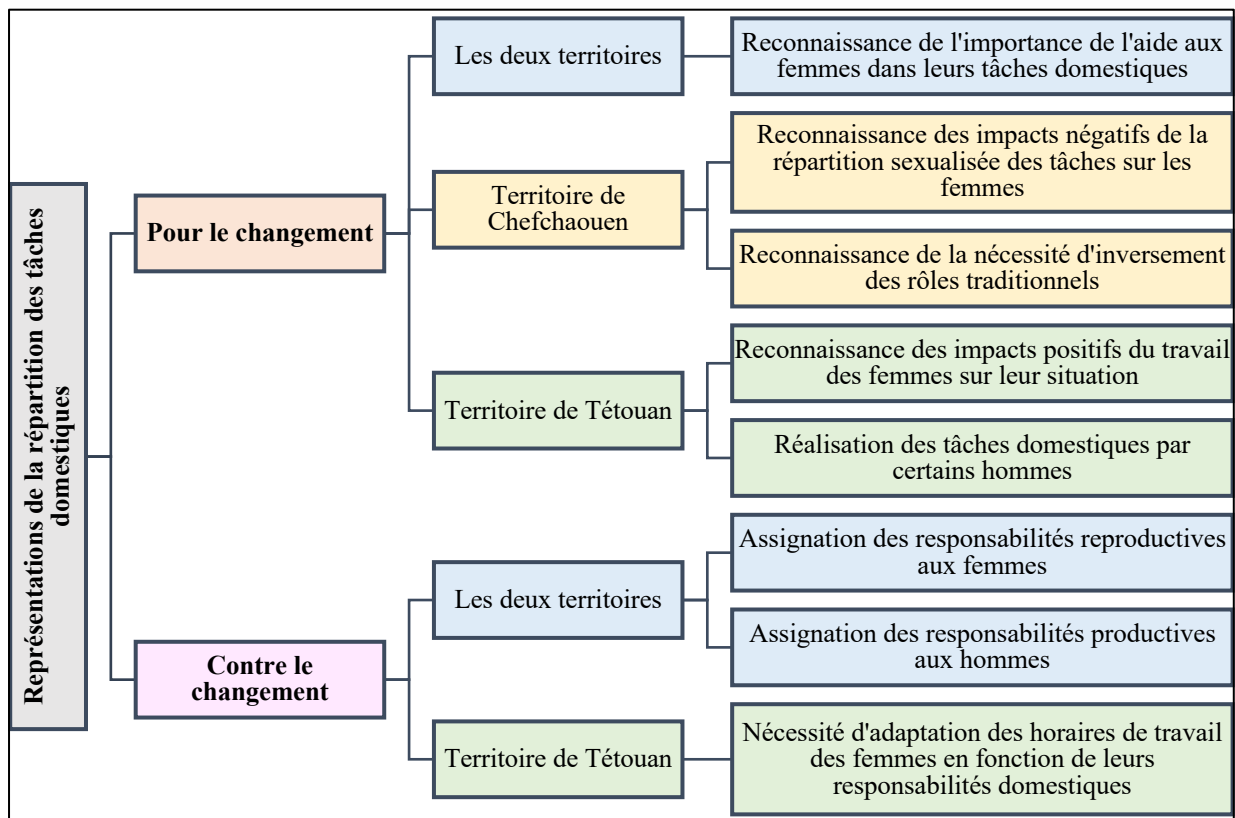 Représentations de la répartition des tâches
domestiques
Pour le changement
Les deux territoires
Reconnaissance de l'importance de l'aide aux
femmes dans leurs tâches domestiques
Territoire de
Chefchaouen
Reconnaissance des impacts négatifs de la
répartition sexualisée des tâches sur les
femmes
Reconnaissance de la nécessité d'inversement
des rôles traditionnels
Territoire de Tétouan
Reconnaissance des impacts positifs du travail
des femmes sur leur situation
Réalisation des tâches domestiques par
certains hommes
Contre le
changement
Les deux territoires
Assignation des responsabilités reproductives
aux femmes
Assignation des responsabilités productives
aux hommes
Territoire de Tétouan
Nécessité d'adaptation des horaires de travail
des femmes en fonction de leurs
responsabilités domestiques